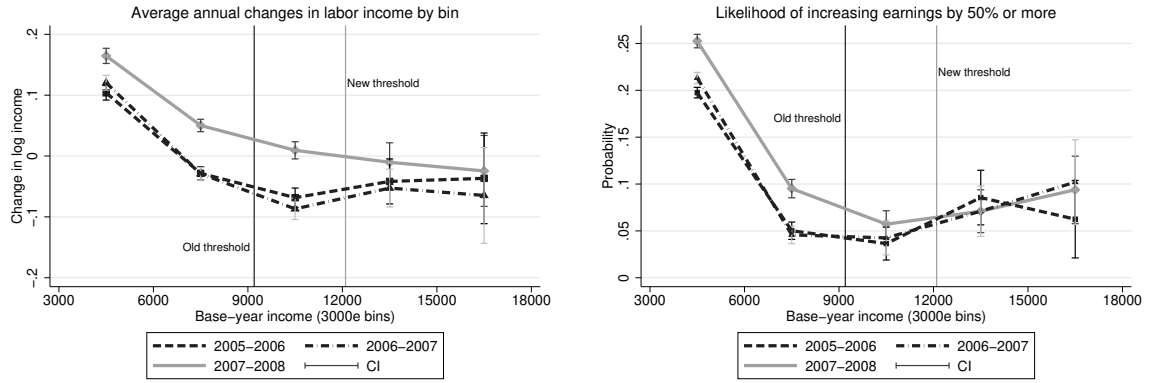 Average annual changes in labor income by bin
Change in log income
.2
.1
0
-.1
-.2
New threshold
Old threshold
3000 6000 9000 12000 15000 18000
Base-year income (3000e bins)
2005-2006 2006-2007
2007-2008 CI
Likelihood of increasing earnings by 50% or more
Probability
.25
.2
.15
.1
.05
0
New threshold
Old threshold
3000 6000 9000 12000 15000 18000
Base-year income (3000e bins)
2005-2006 2006-2007
2007-2008 CI